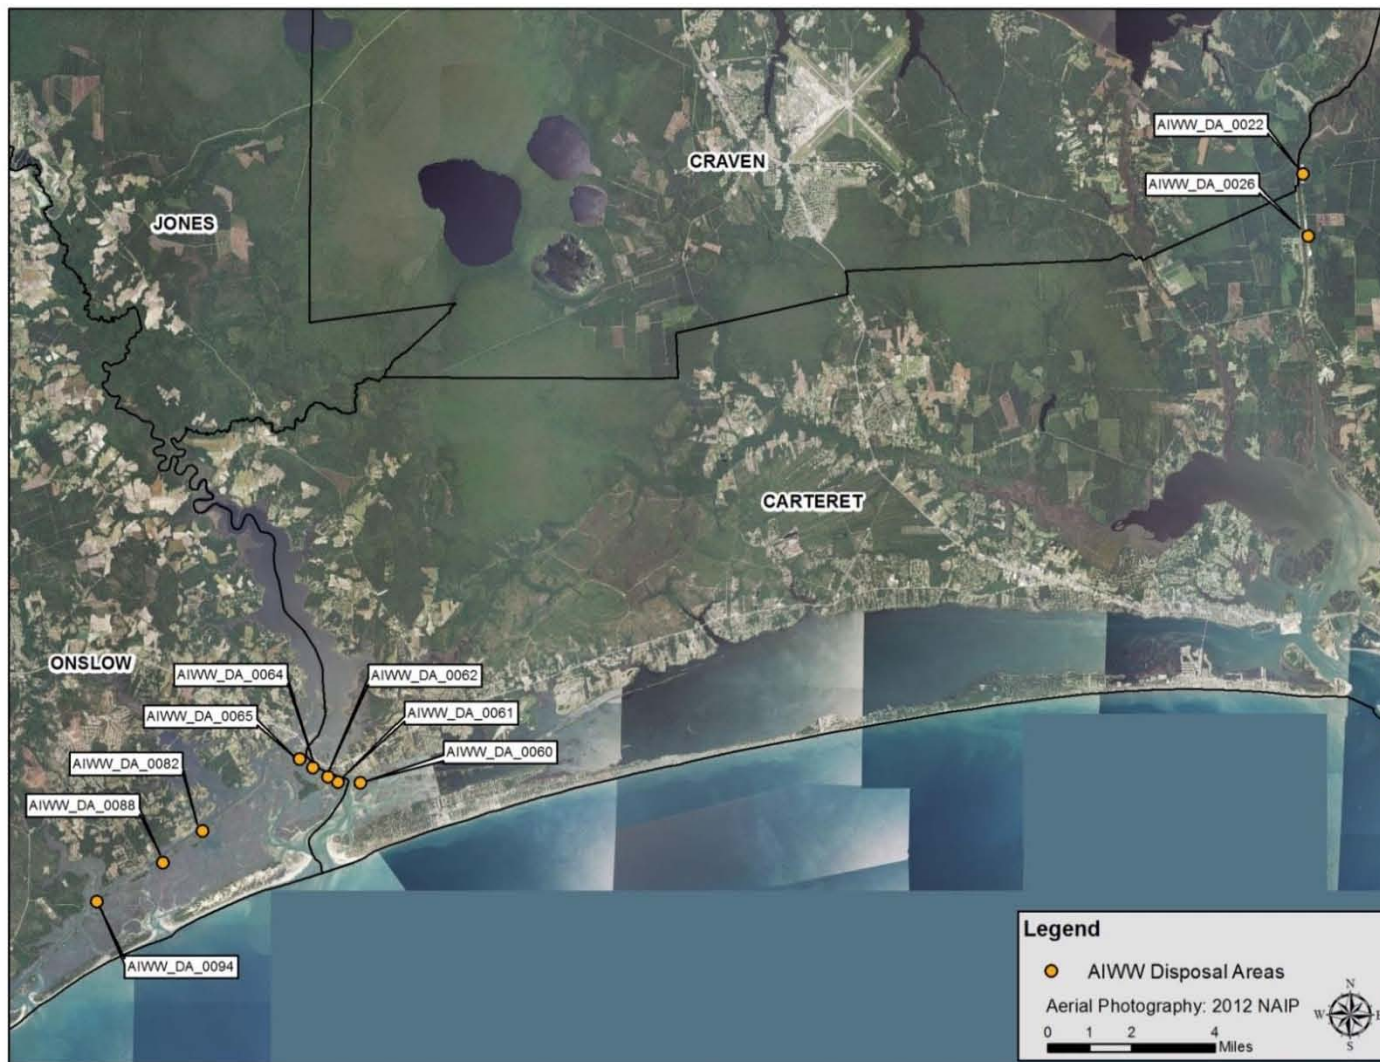 AIWW_DA_0022
CRAVEN
AIWW_DA_0026
JONES
CARTERET
ONSLOW
AIWW_DA_0064
AIWW_DA_0062
AIWW_DA_0065
AIWW_DA_0061
AIWW_DA_0060
AIWW_DA_0082
AIWW_DA_0088
AIWW_DA_0094
Legend
AIWW Disposal Areas
Aerial Photography: 2012 NAIP
0 1 2 4
Miles
N
W E
S